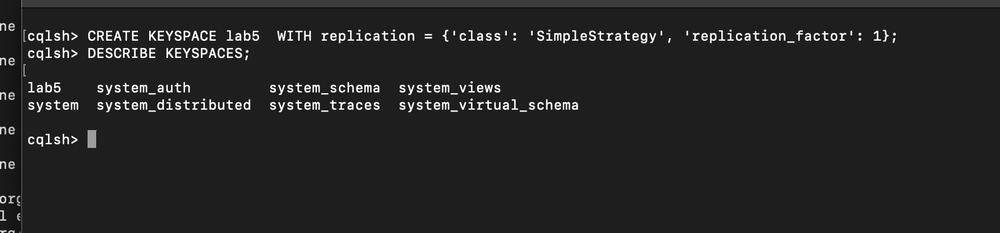 cqlsh> CREATE KEYSPACE lab5  WITH replication = {'class': 'SimpleStrategy', 'replication_factor': 1};
cqlsh> DESCRIBE KEYSPACES;
lab5    system_auth         system_schema  system_views
system  system_distributed  system_traces  system_virtual_schema
cqlsh>
ne
ne
ne
ne
ne
org
l